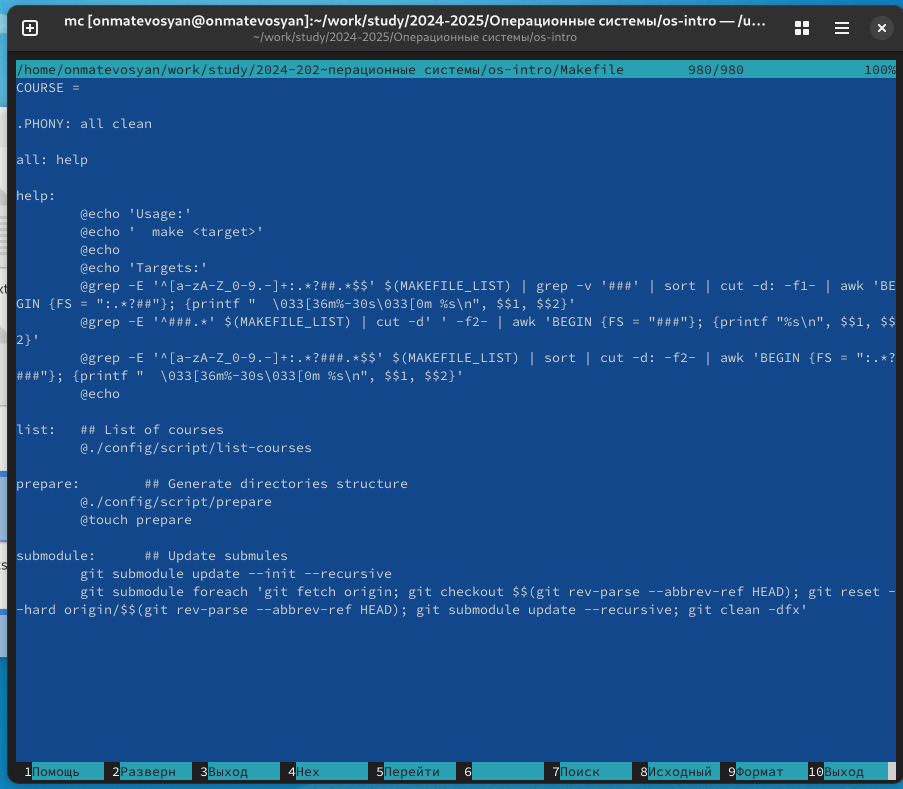 mc [onmatevosyan@onmatevosyan]:~/work/study/2024-2025/Операционные системы/os-intro — /u…
~/work/study/2024-2025/Операционные системы/os-intro
/home/onmatevosyan/work/study/2024-202~перационные системы/os-intro/Makefile 980/980 100%
COURSE =
.PHONY: all clean
all: help
help:
@echo 'Usage:'
@echo '  make <target>'
@echo
@echo 'Targets:'
@grep -E '^[a-zA-Z_0-9.-]+:.*?##.*$$' $(MAKEFILE_LIST) | grep -v '###' | sort | cut -d: -f1- | awk 'BE
GIN {FS = ":.*?##"}; {printf "  \033[36m%-30s\033[0m %s\n", $$1, $$2}'
@grep -E '^###.*' $(MAKEFILE_LIST) | cut -d' ' -f2- | awk 'BEGIN {FS = "###"}; {printf "%s\n", $$1, $$
2}'
@grep -E '^[a-zA-Z_0-9.-]+:.*?###.*$$' $(MAKEFILE_LIST) | sort | cut -d: -f2- | awk 'BEGIN {FS = ":.*?
###"}; {printf "  \033[36m%-30s\033[0m %s\n", $$1, $$2}'
@echo
list:   ## List of courses
@./config/script/list-courses
prepare:        ## Generate directories structure
@./config/script/prepare
@touch prepare
submodule:      ## Update submules
git submodule update --init --recursive
git submodule foreach 'git fetch origin; git checkout $$(git rev-parse --abbrev-ref HEAD); git reset -
-hard origin/$$(git rev-parse --abbrev-ref HEAD); git submodule update --recursive; git clean -dfx'
1Помощь 2Разверн 3Выход 4Hex 5Перейти 6 7Поиск 8Исходный 9Формат 10Выход